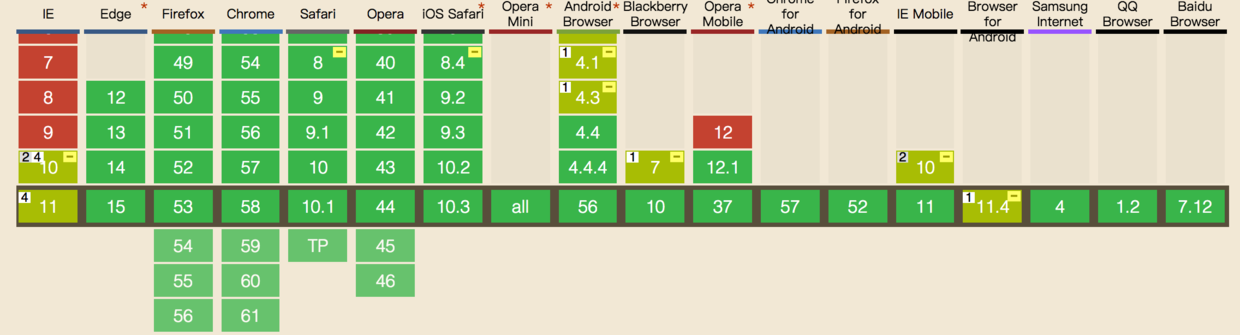 IE Edge * Firefox Chrome Safari Opera iOS Safari * Opera Mini * Android Browser * Blackberry Browser Opera Mobile * Chrome for Android Firefox for Android IE Mobile Browser for Android Samsung Internet QQ Browser Baidu Browser
7 49 54 8 - 40 8.4 - 1 4.1 -
8 12 50 55 9 41 9.2 1 4.3 -
9 13 51 56 9.1 42 9.3 4.4 12
2 4 10 - 14 52 57 10 43 10.2 4.4.4 1 7 - 12.1 2 10
4 11 15 53 58 10.1 44 10.3 all 56 10 37 57 52 11 1 11.4 - 4 1.2 7.12
54 59 TP 45
55 60 46
56 61